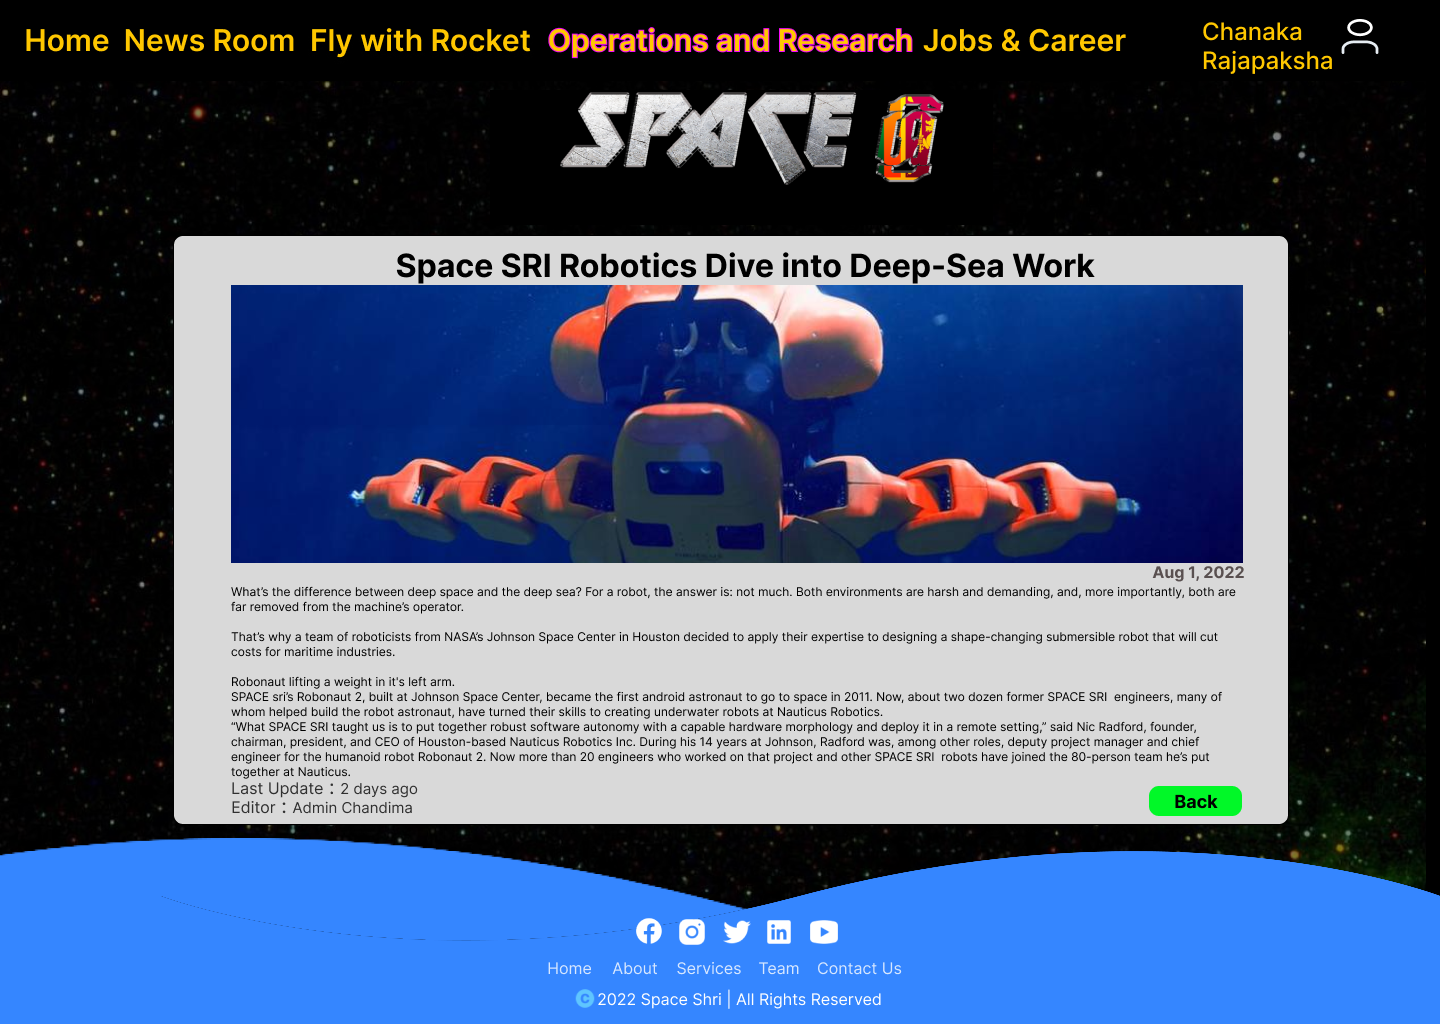 Home News Room Fly with Rocket Operations and Research Jobs & Career
Chanaka
Rajapaksha
SPACE
Space SRI Robotics Dive into Deep-Sea Work
Aug 1, 2022
What’s the difference between deep space and the deep sea? For a robot, the answer is: not much. Both environments are harsh and demanding, and, more importantly, both are
far removed from the machine’s operator.
That’s why a team of roboticists from NASA’s Johnson Space Center in Houston decided to apply their expertise to designing a shape-changing submersible robot that will cut
costs for maritime industries.
Robonaut lifting a weight in it's left arm.
SPACE sri’s Robonaut 2, built at Johnson Space Center, became the first android astronaut to go to space in 2011. Now, about two dozen former SPACE SRI engineers, many of
whom helped build the robot astronaut, have turned their skills to creating underwater robots at Nauticus Robotics.
“What SPACE SRI taught us is to put together robust software autonomy with a capable hardware morphology and deploy it in a remote setting,” said Nic Radford, founder,
chairman, president, and CEO of Houston-based Nauticus Robotics Inc. During his 14 years at Johnson, Radford was, among other roles, deputy project manager and chief
engineer for the humanoid robot Robonaut 2. Now more than 20 engineers who worked on that project and other SPACE SRI robots have joined the 80-person team he’s put
together at Nauticus.
Last Update : 2 days ago
Editor : Admin Chandima
Back
Home About Services Team Contact Us
© 2022 Space Shri | All Rights Reserved